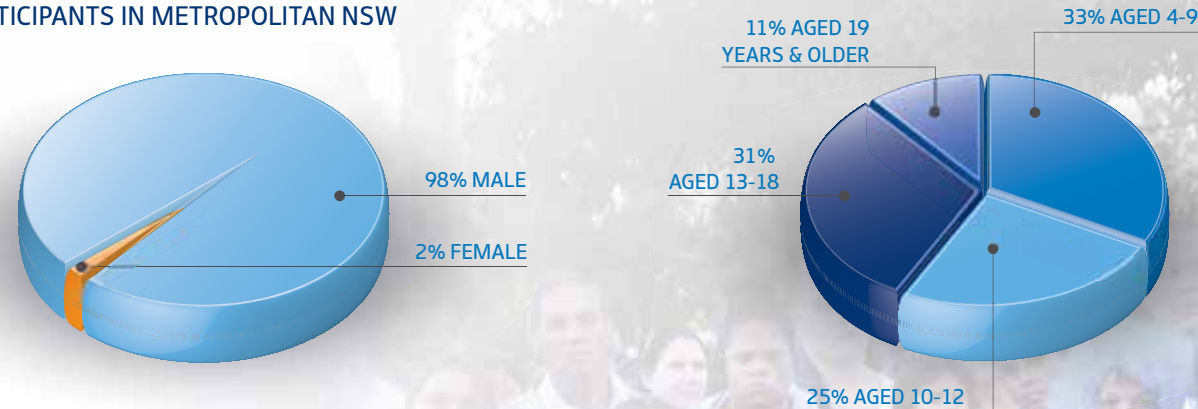 TICIPANTS IN METROPOLITAN NSW
98% MALE
2% FEMALE
11% AGED 19
YEARS & OLDER
33% AGED 4-9
31%
AGED 13-18
25% AGED 10-12